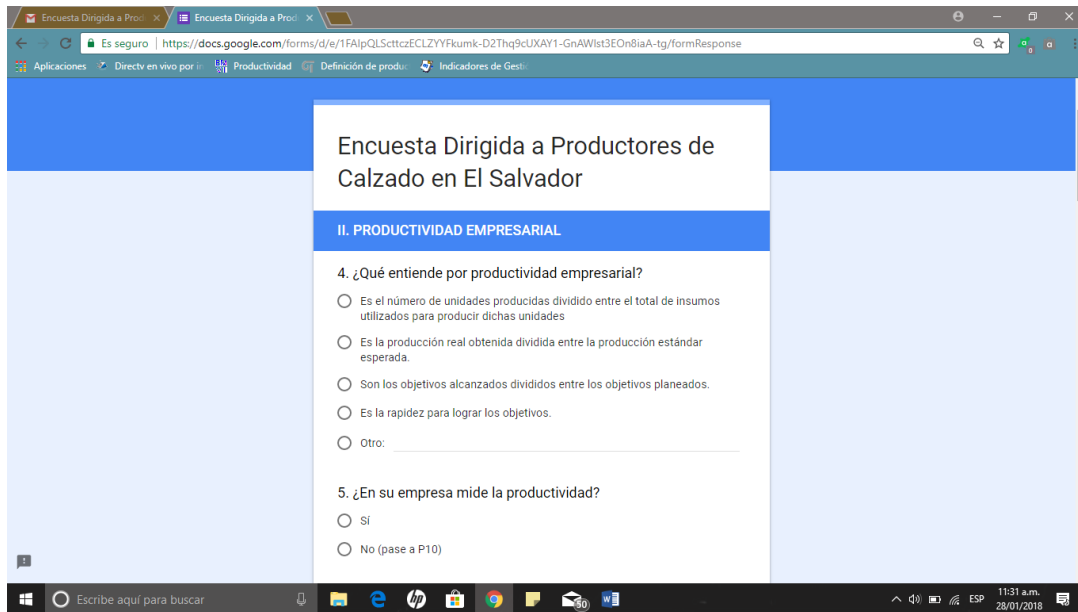 Encuesta Dirigida a Prod
Encuesta Dirigida a Prod
Es seguro
https://docs.google.com/forms/d/e/1FAIpQLScttczECLZYYFkumk-D2Thq9cUXAY1-GnAWIst3EOn8iaA-tg/formResponse
Aplicaciones
Directv en vivo por in
Productividad
Definición de produc
Indicadores de Gestió
Encuesta Dirigida a Productores de
Calzado en El Salvador
II. PRODUCTIVIDAD EMPRESARIAL
4. ¿Qué entiende por productividad empresarial?
Es el número de unidades producidas dividido entre el total de insumos
utilizados para producir dichas unidades
Es la producción real obtenida dividida entre la producción estándar
esperada.
Son los objetivos alcanzados divididos entre los objetivos planeados.
Es la rapidez para lograr los objetivos.
Otro:
5. ¿En su empresa mide la productividad?
Sí
No (pase a P10)
Escribe aquí para buscar
50
ESP
11:31 a.m.
28/01/2018